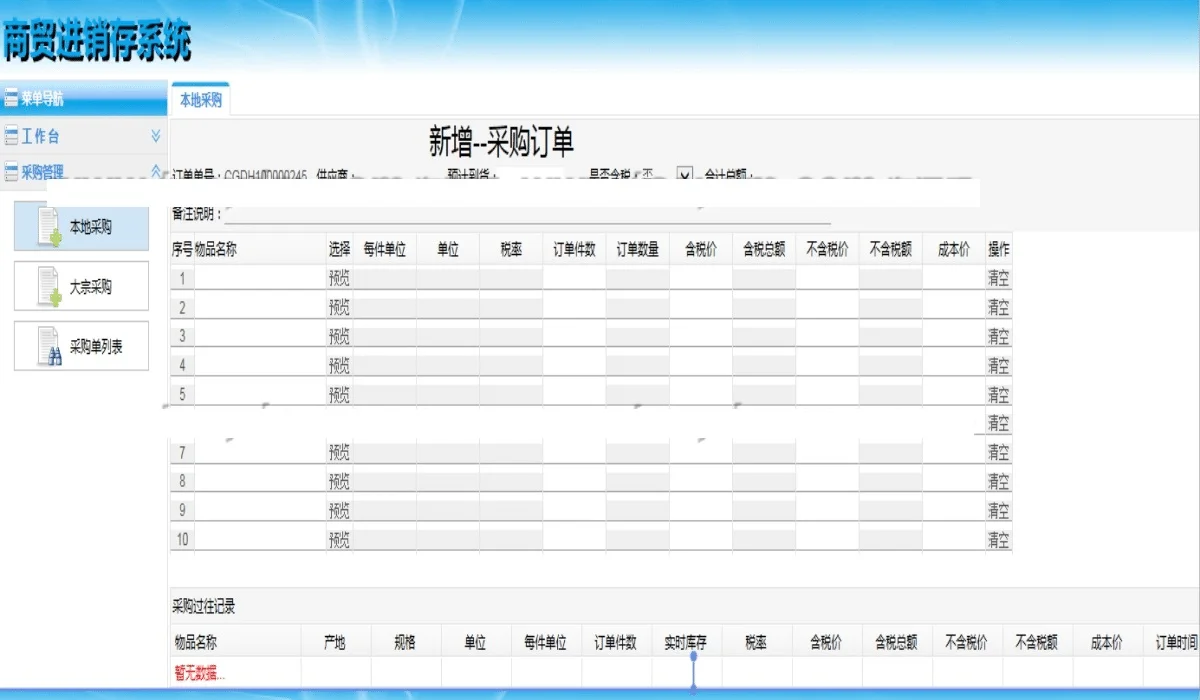 商贸进销存系统
菜单导航
本地采购
工作台
采购管理
新增--采购订单
订单单号： 供应商： 预计到货： 是否含税 否 合计总额：
备注说明：
本地采购
大宗采购
采购单列表
序号 物品名称 选择 每件单位 单位 税率 订单件数 订单数量 含税价 含税总额 不含税价 不含税额 成本价 操作
1 预览 清空
2 预览 清空
3 预览 清空
4 预览 清空
5 预览 清空
清空
7 预览 清空
8 预览 清空
9 预览 清空
10 预览 清空
采购过往记录
物品名称 产地 规格 单位 每件单位 订单件数 实时库存 税率 含税价 含税总额 不含税价 不含税额 成本价 订单时间
暂无数据...